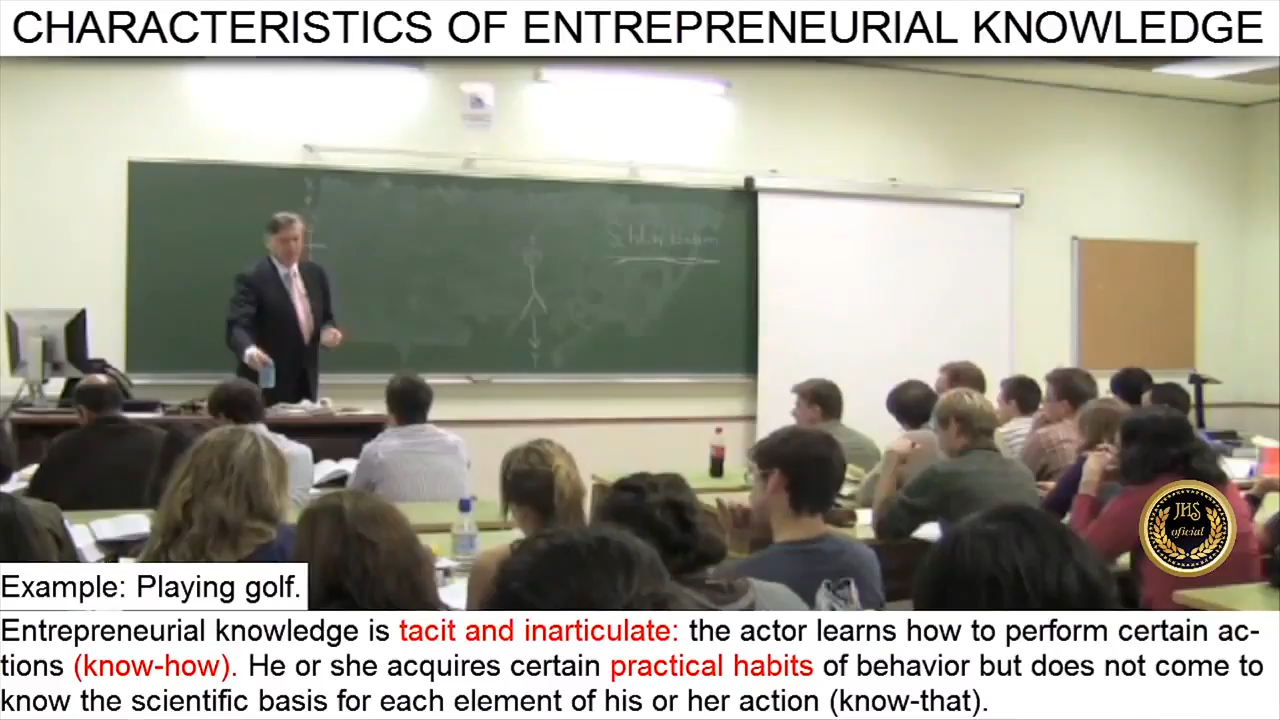 CHARACTERISTICS OF ENTREPRENEURIAL KNOWLEDGE
JHS
oficial
Example: Playing golf.
Entrepreneurial knowledge is tacit and inarticulate: the actor learns how to perform certain ac-
tions (know-how). He or she acquires certain practical habits of behavior but does not come to
know the scientific basis for each element of his or her action (know-that).